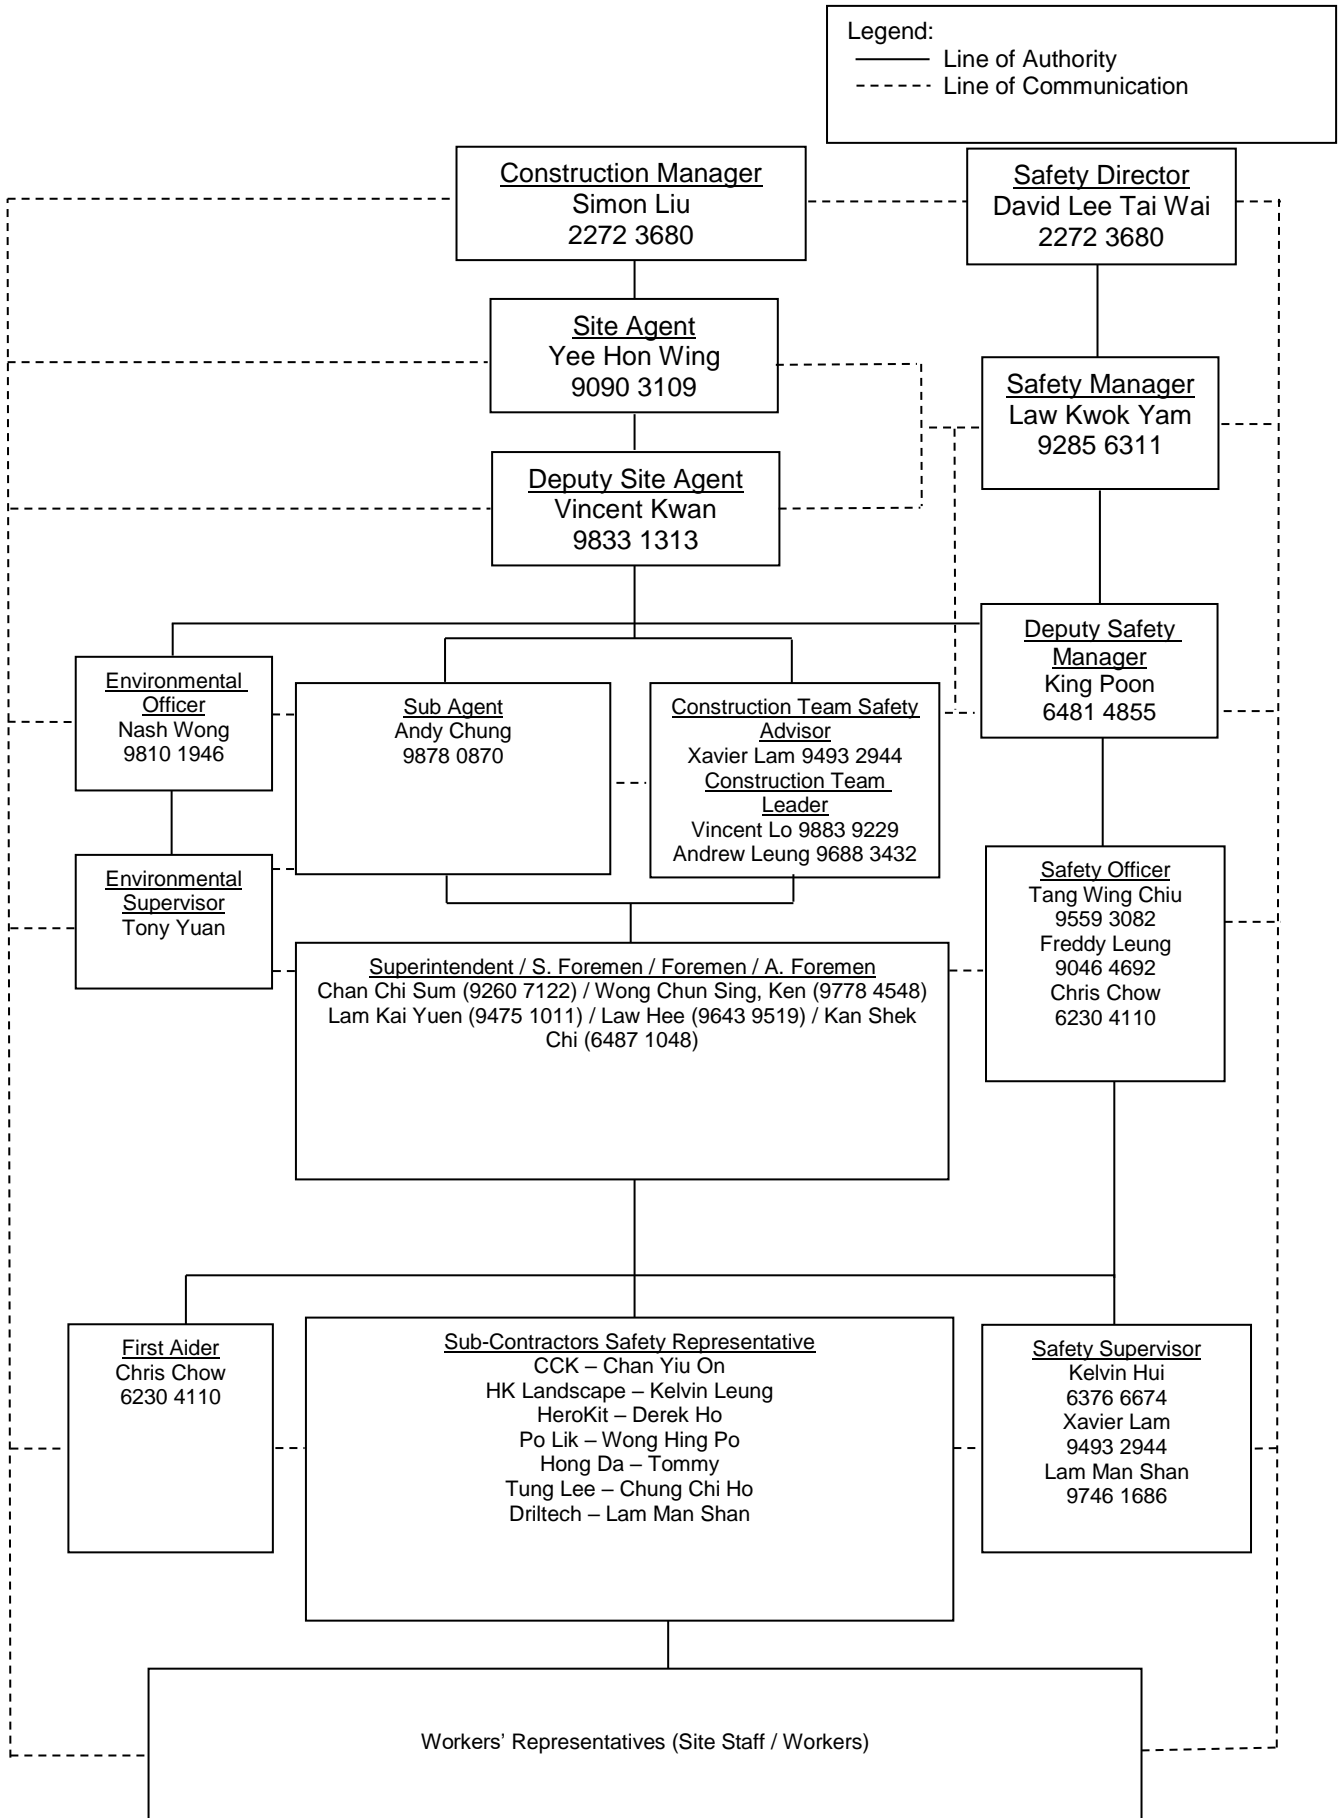 Legend:
Line of Authority
Line of Communication
Construction Manager
Simon Liu
2272 3680
Safety Director
David Lee Tai Wai
2272 3680
Site Agent
Yee Hon Wing
9090 3109
Safety Manager
Law Kwok Yam
9285 6311
Deputy Site Agent
Vincent Kwan
9833 1313
Deputy Safety
Manager
King Poon
6481 4855
Environmental
Officer
Nash Wong
9810 1946
Sub Agent
Andy Chung
9878 0870
Construction Team Safety
Advisor
Xavier Lam 9493 2944
Construction Team
Leader
Vincent Lo 9883 9229
Andrew Leung 9688 3432
Environmental
Supervisor
Tony Yuan
Safety Officer
Tang Wing Chiu
9559 3082
Freddy Leung
9046 4692
Chris Chow
6230 4110
Superintendent / S. Foremen / Foremen / A. Foremen
Chan Chi Sum (9260 7122) / Wong Chun Sing, Ken (9778 4548)
Lam Kai Yuen (9475 1011) / Law Hee (9643 9519) / Kan Shek
Chi (6487 1048)
First Aider
Chris Chow
6230 4110
Sub-Contractors Safety Representative
CCK – Chan Yiu On
HK Landscape – Kelvin Leung
HeroKit – Derek Ho
Po Lik – Wong Hing Po
Hong Da – Tommy
Tung Lee – Chung Chi Ho
Driltech – Lam Man Shan
Safety Supervisor
Kelvin Hui
6376 6674
Xavier Lam
9493 2944
Lam Man Shan
9746 1686
Workers’ Representatives (Site Staff / Workers)